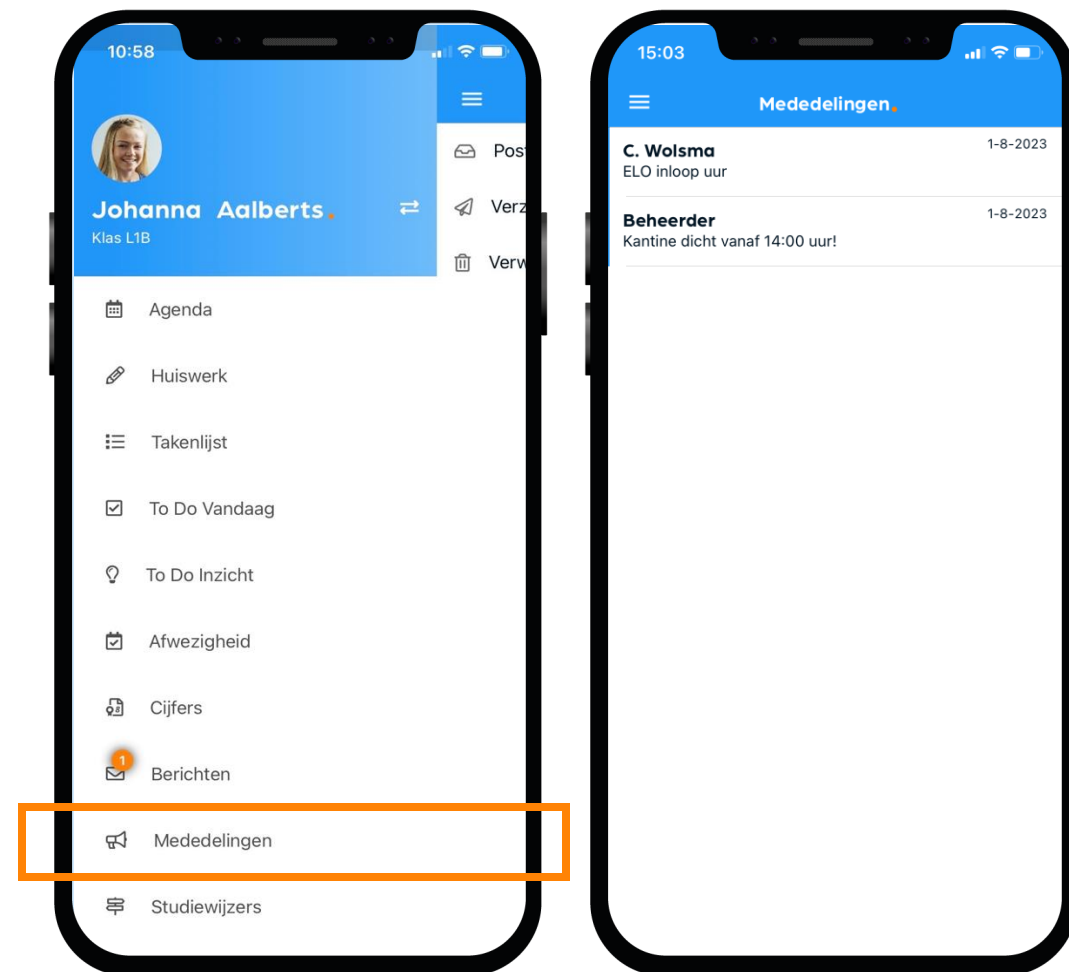 10:58
Johanna Aalberts.
Klas L1B
Pos
Verz
Verw
Agenda
Huiswerk
Takenlijst
To Do Vandaag
To Do Inzicht
Afwezigheid
8
Cijfers
1
Berichten
Mededelingen
Studiewijzers
15:03
Mededelingen.
C. Wolsma
1-8-2023
ELO inloop uur
Beheerder
1-8-2023
Kantine dicht vanaf 14:00 uur!